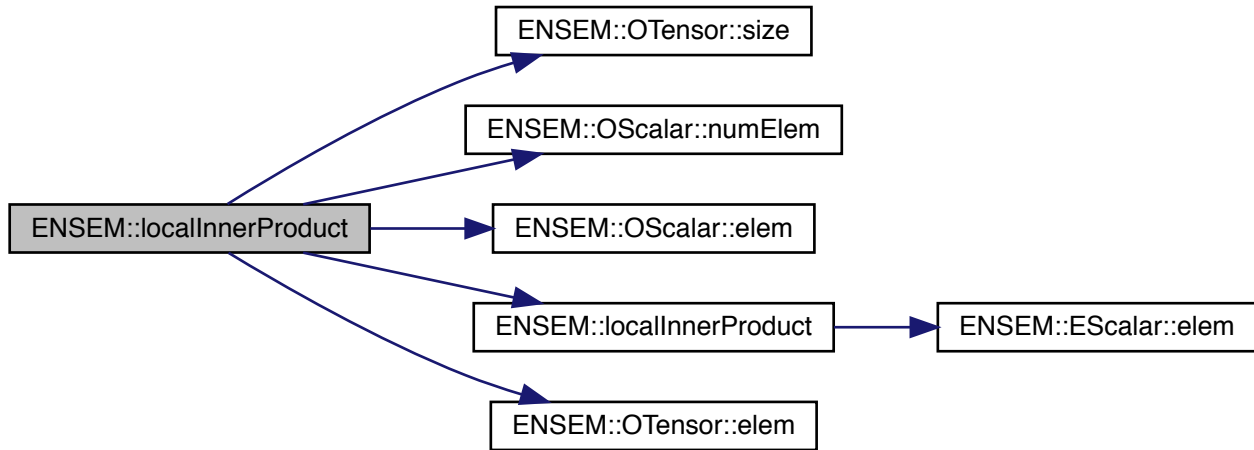 ENSEM::OTensor::size
ENSEM::OScalar::numElem
ENSEM::localInnerProduct
ENSEM::OScalar::elem
ENSEM::localInnerProduct
ENSEM::EScalar::elem
ENSEM::OTensor::elem